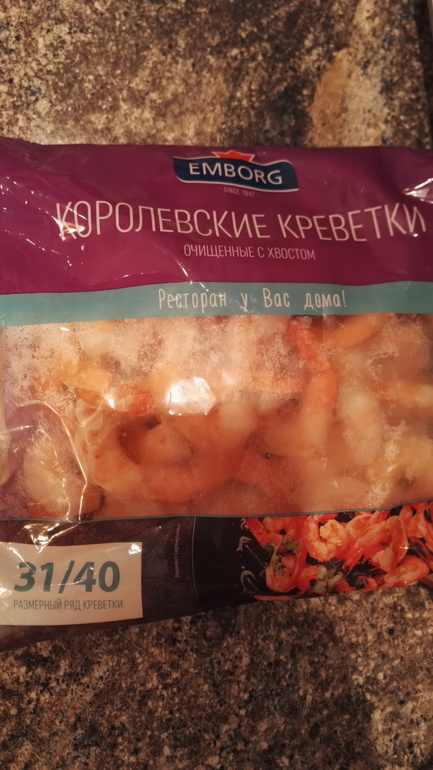 EMBORG
SINCE 1947
КОРОЛЕВСКИЕ КРЕВЕТКИ
ОЧИЩЕННЫЕ С ХВОСТОМ
Ресторан у Вас дома!
31/40
РАЗМЕРНЫЙ РЯД КРЕВЕТКИ